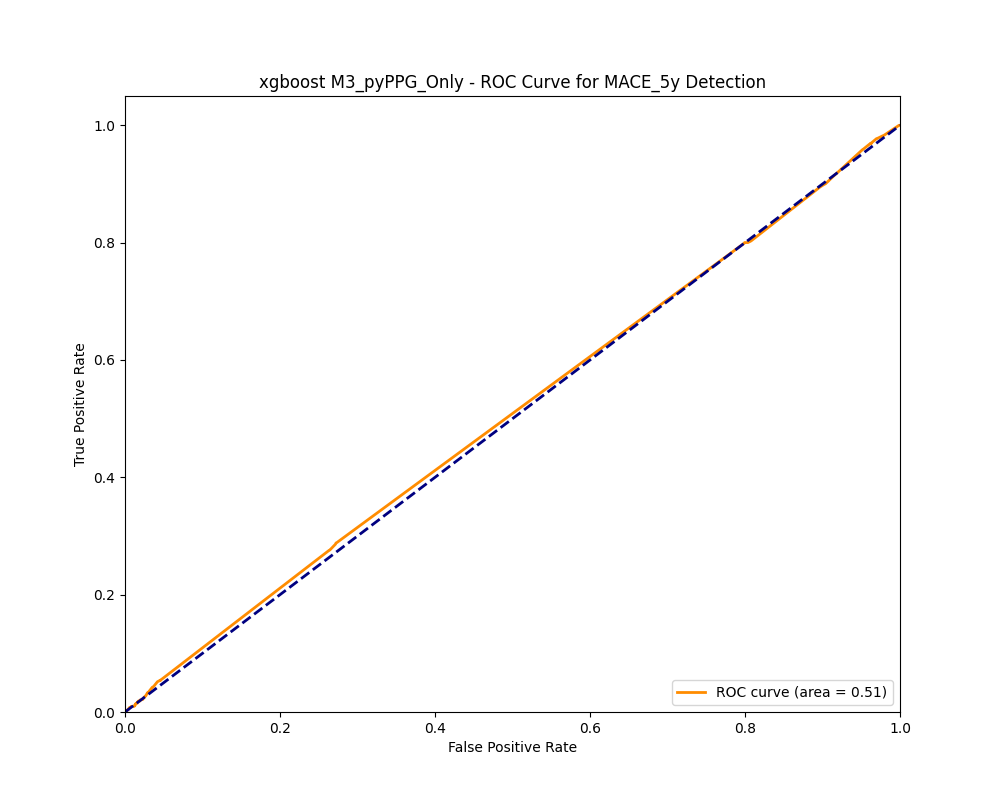 xgboost M3_pyPPG_Only - ROC Curve for MACE_5y Detection
1.0
0.8
0.6
0.4
0.2
0.0
True Positive Rate
ROC curve (area = 0.51)
0.0 0.2 0.4 0.6 0.8 1.0
False Positive Rate